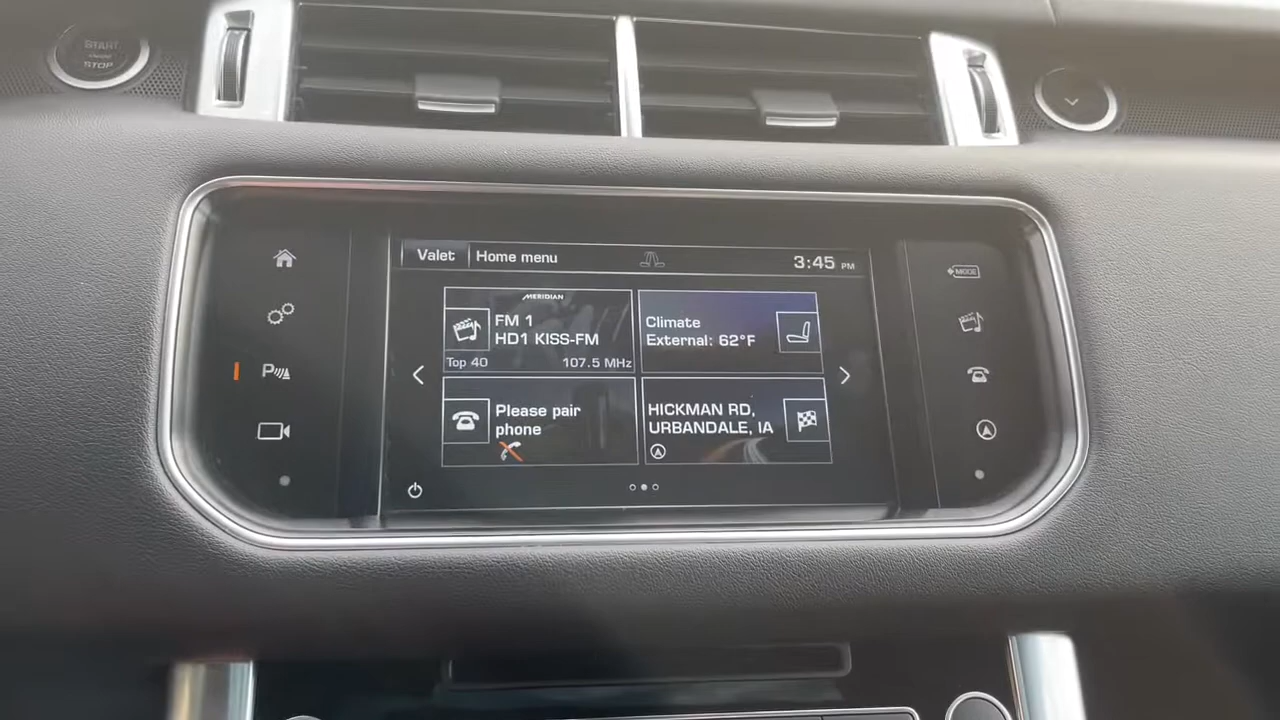 START
ENGINE
STOP
Valet
Home menu
3:45 PM
MERIDIAN
FM 1
HD1 KISS-FM
Top 40
107.5 MHz
Climate
External: 62°F
Please pair
phone
HICKMAN RD,
URBANDALE, IA
P
MODE